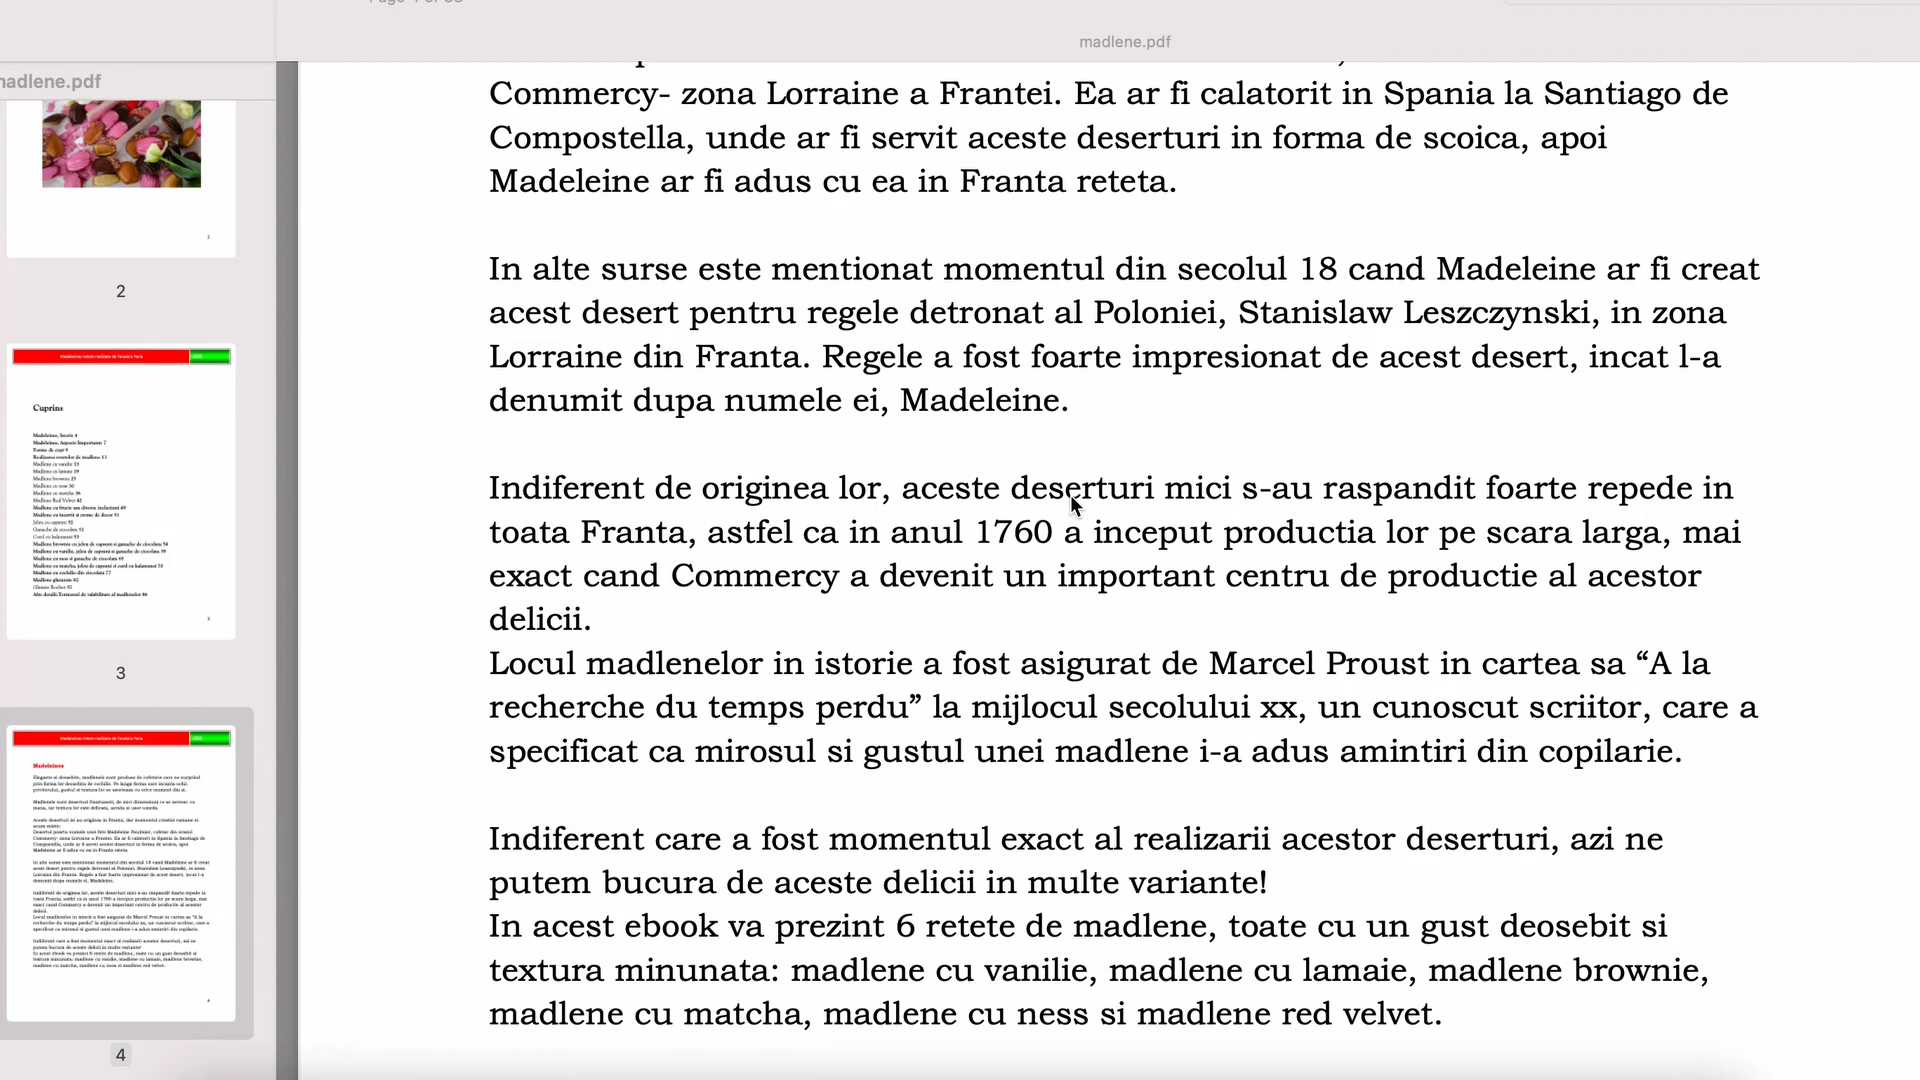 madlene.pdf
madlene.pdf
2
Cuprins
3
Madeleinea
4
Commercy- zona Lorraine a Frantei. Ea ar fi calatorit in Spania la Santiago de
Compostella, unde ar fi servit aceste deserturi in forma de scoica, apoi
Madeleine ar fi adus cu ea in Franta reteta.
In alte surse este mentionat momentul din secolul 18 cand Madeleine ar fi creat
acest desert pentru regele detronat al Poloniei, Stanislaw Leszczynski, in zona
Lorraine din Franta. Regele a fost foarte impresionat de acest desert, incat l-a
denumit dupa numele ei, Madeleine.
Indiferent de originea lor, aceste deserturi mici s-au raspandit foarte repede in
toata Franta, astfel ca in anul 1760 a inceput productia lor pe scara larga, mai
exact cand Commercy a devenit un important centru de productie al acestor
delicii.
Locul madlenelor in istorie a fost asigurat de Marcel Proust in cartea sa “A la
recherche du temps perdu” la mijlocul secolului xx, un cunoscut scriitor, care a
specificat ca mirosul si gustul unei madlene i-a adus amintiri din copilarie.
Indiferent care a fost momentul exact al realizarii acestor deserturi, azi ne
putem bucura de aceste delicii in multe variante!
In acest ebook va prezint 6 retete de madlene, toate cu un gust deosebit si
textura minunata: madlene cu vanilie, madlene cu lamaie, madlene brownie,
madlene cu matcha, madlene cu ness si madlene red velvet.